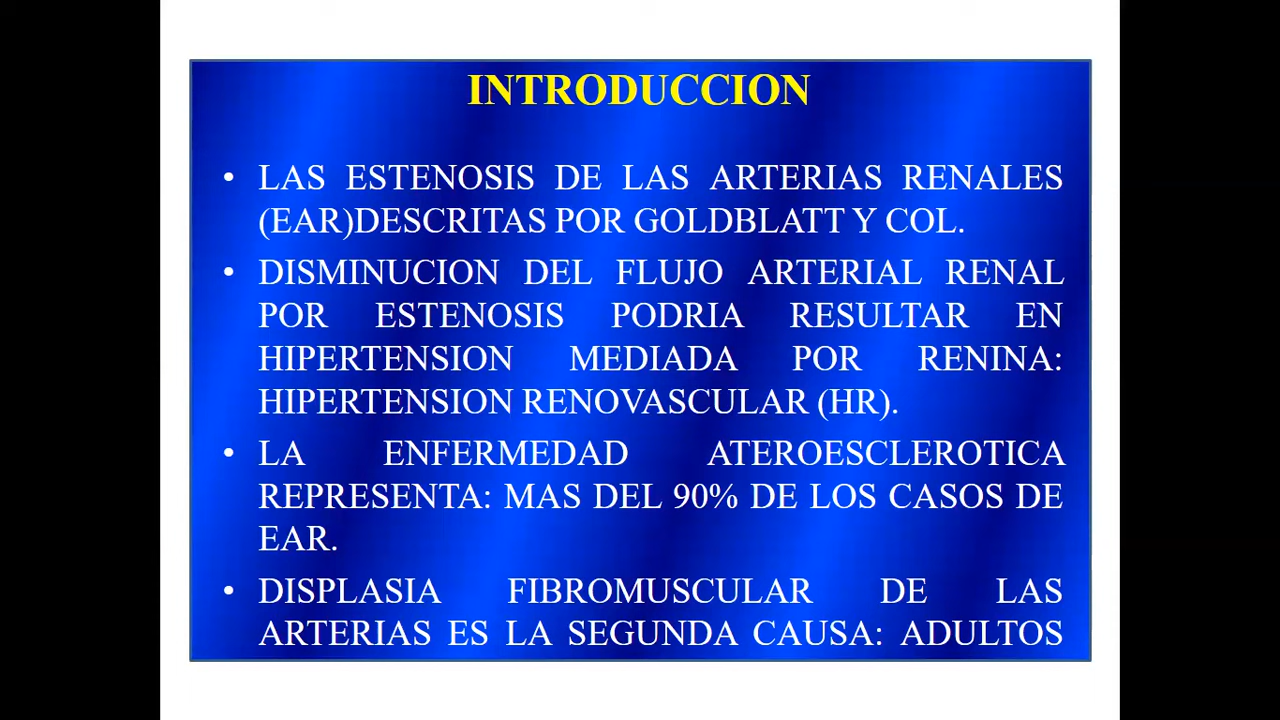 INTRODUCCION
• LAS ESTENOSIS DE LAS ARTERIAS RENALES
(EAR)DESCRITAS POR GOLDBLATT Y COL.
• DISMINUCION DEL FLUJO ARTERIAL RENAL
POR ESTENOSIS PODRIA RESULTAR EN
HIPERTENSION MEDIADA POR RENINA:
HIPERTENSION RENOVASCULAR (HR).
• LA ENFERMEDAD ATEROESCLEROTICA
REPRESENTA: MAS DEL 90% DE LOS CASOS DE
EAR.
• DISPLASIA FIBROMUSCULAR DE LAS
ARTERIAS ES LA SEGUNDA CAUSA: ADULTOS